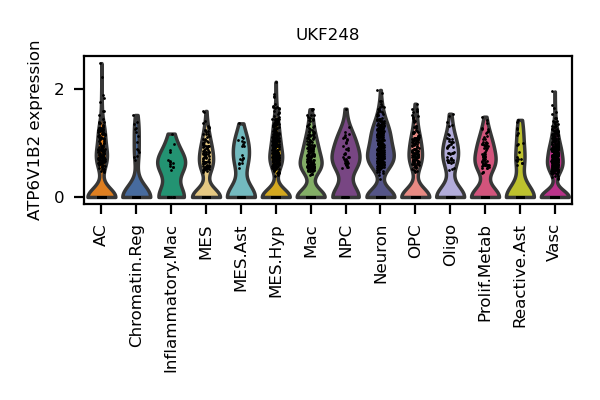 UKF248
ATP6V1B2 expression
2
0
AC
Chromatin.Reg
Inflammatory.Mac
MES
MES.Ast
MES.Hyp
Mac
NPC
Neuron
OPC
Oligo
Prolif.Metab
Reactive.Ast
Vasc